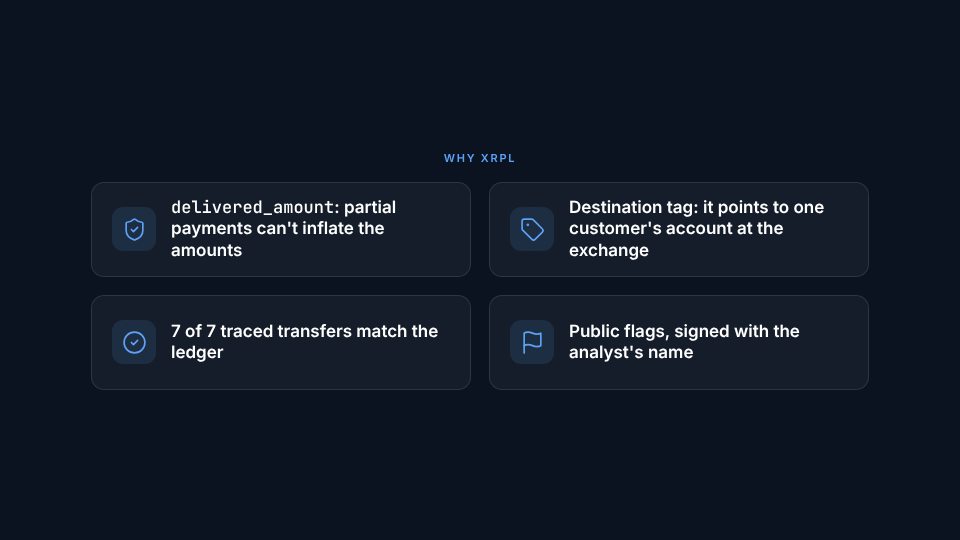 WHY XRPL
delivered_amount: partial
payments can't inflate the
amounts
Destination tag: it points to one
customer's account at the
exchange
7 of 7 traced transfers match the
ledger
Public flags, signed with the
analyst's name